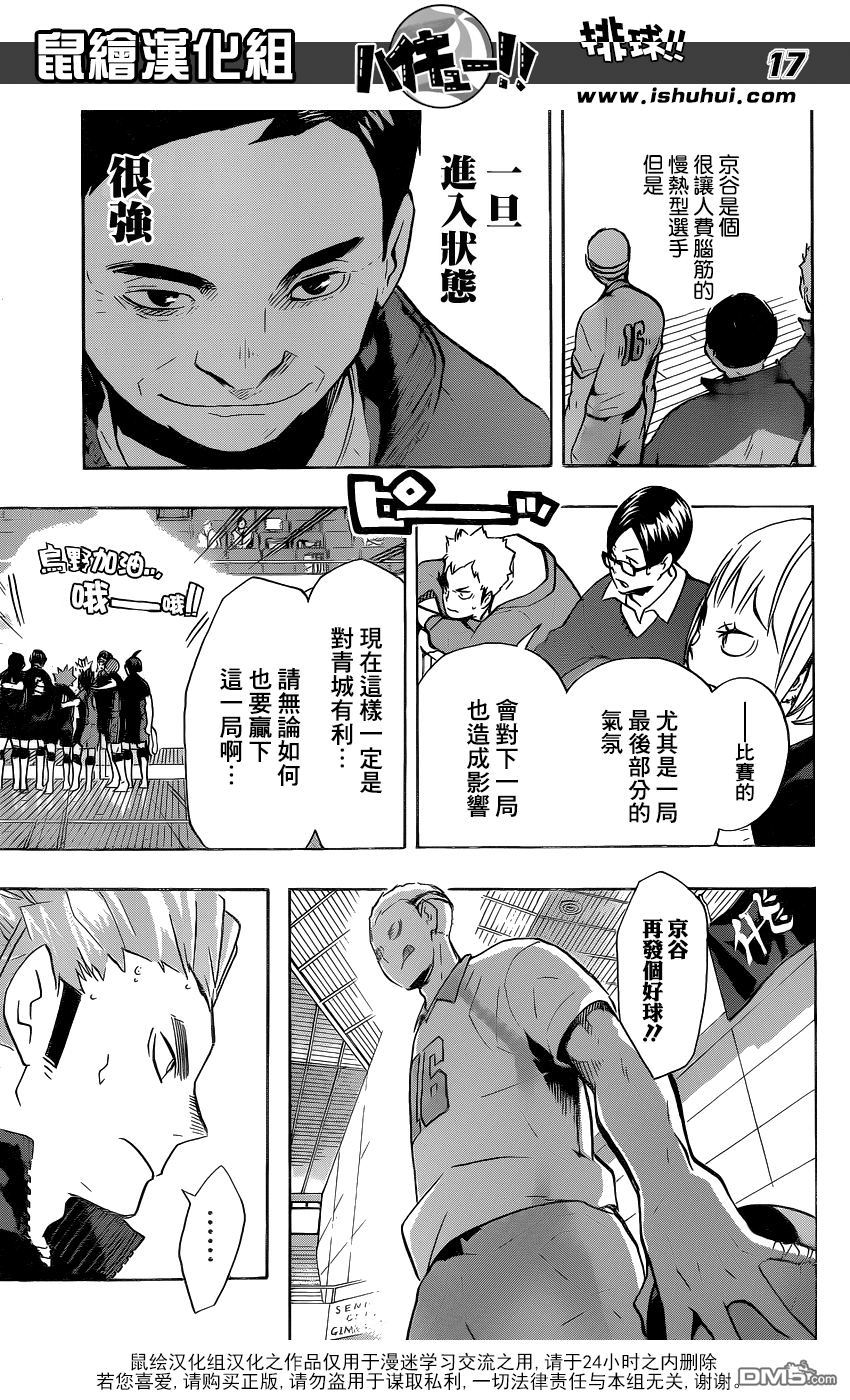 鼠繪漢化組
ハイキュー!!
排球!!
17
www.ishuhui.com
京谷是個
很讓人費腦筋的
慢熱型選手
但是
16
一旦
進入狀態
很強
ピーッ
——比賽的
尤其是一局
最後部分的
氣氛
會對下一局
也造成影響
烏野加油…
哦——哦!!
現在這樣一定是
對青城有利…
請無論如何
也要贏下
這一局啊…
京谷
再發個好球!!
飛
16
SEN
GIM
……
鼠绘汉化组汉化之作品仅用于漫迷学习交流之用,请于24小时之内删除
若您喜爱,请购买正版,请勿盗用于谋取私利,一切法律责任与本组无关,谢谢。
DM5.com